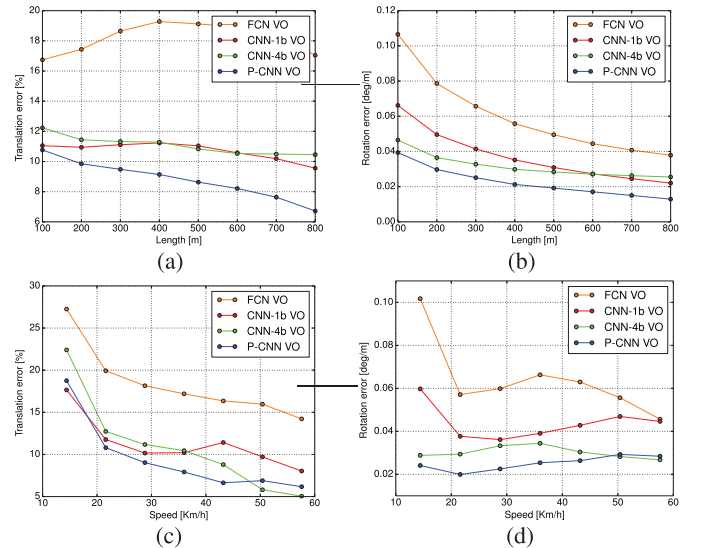 20
18
16
14
12
10
8
6
Translation error [%]
FCN VO
CNN-1b VO
CNN-4b VO
P-CNN VO
100 200 300 400 500 600 700 800
Length [m]
(a)
0.12
0.10
0.08
0.06
0.04
0.02
0.00
Rotation error [deg/m]
FCN VO
CNN-1b VO
CNN-4b VO
P-CNN VO
100 200 300 400 500 600 700 800
Length [m]
(b)
30
25
20
15
10
5
Translation error [%]
FCN VO
CNN-1b VO
CNN-4b VO
P-CNN VO
10 20 30 40 50 60
Speed [Km/h]
(c)
0.10
0.08
0.06
0.04
0.02
Rotation error [deg/m]
FCN VO
CNN-1b VO
CNN-4b VO
P-CNN VO
10 20 30 40 50 60
Speed [Km/h]
(d)